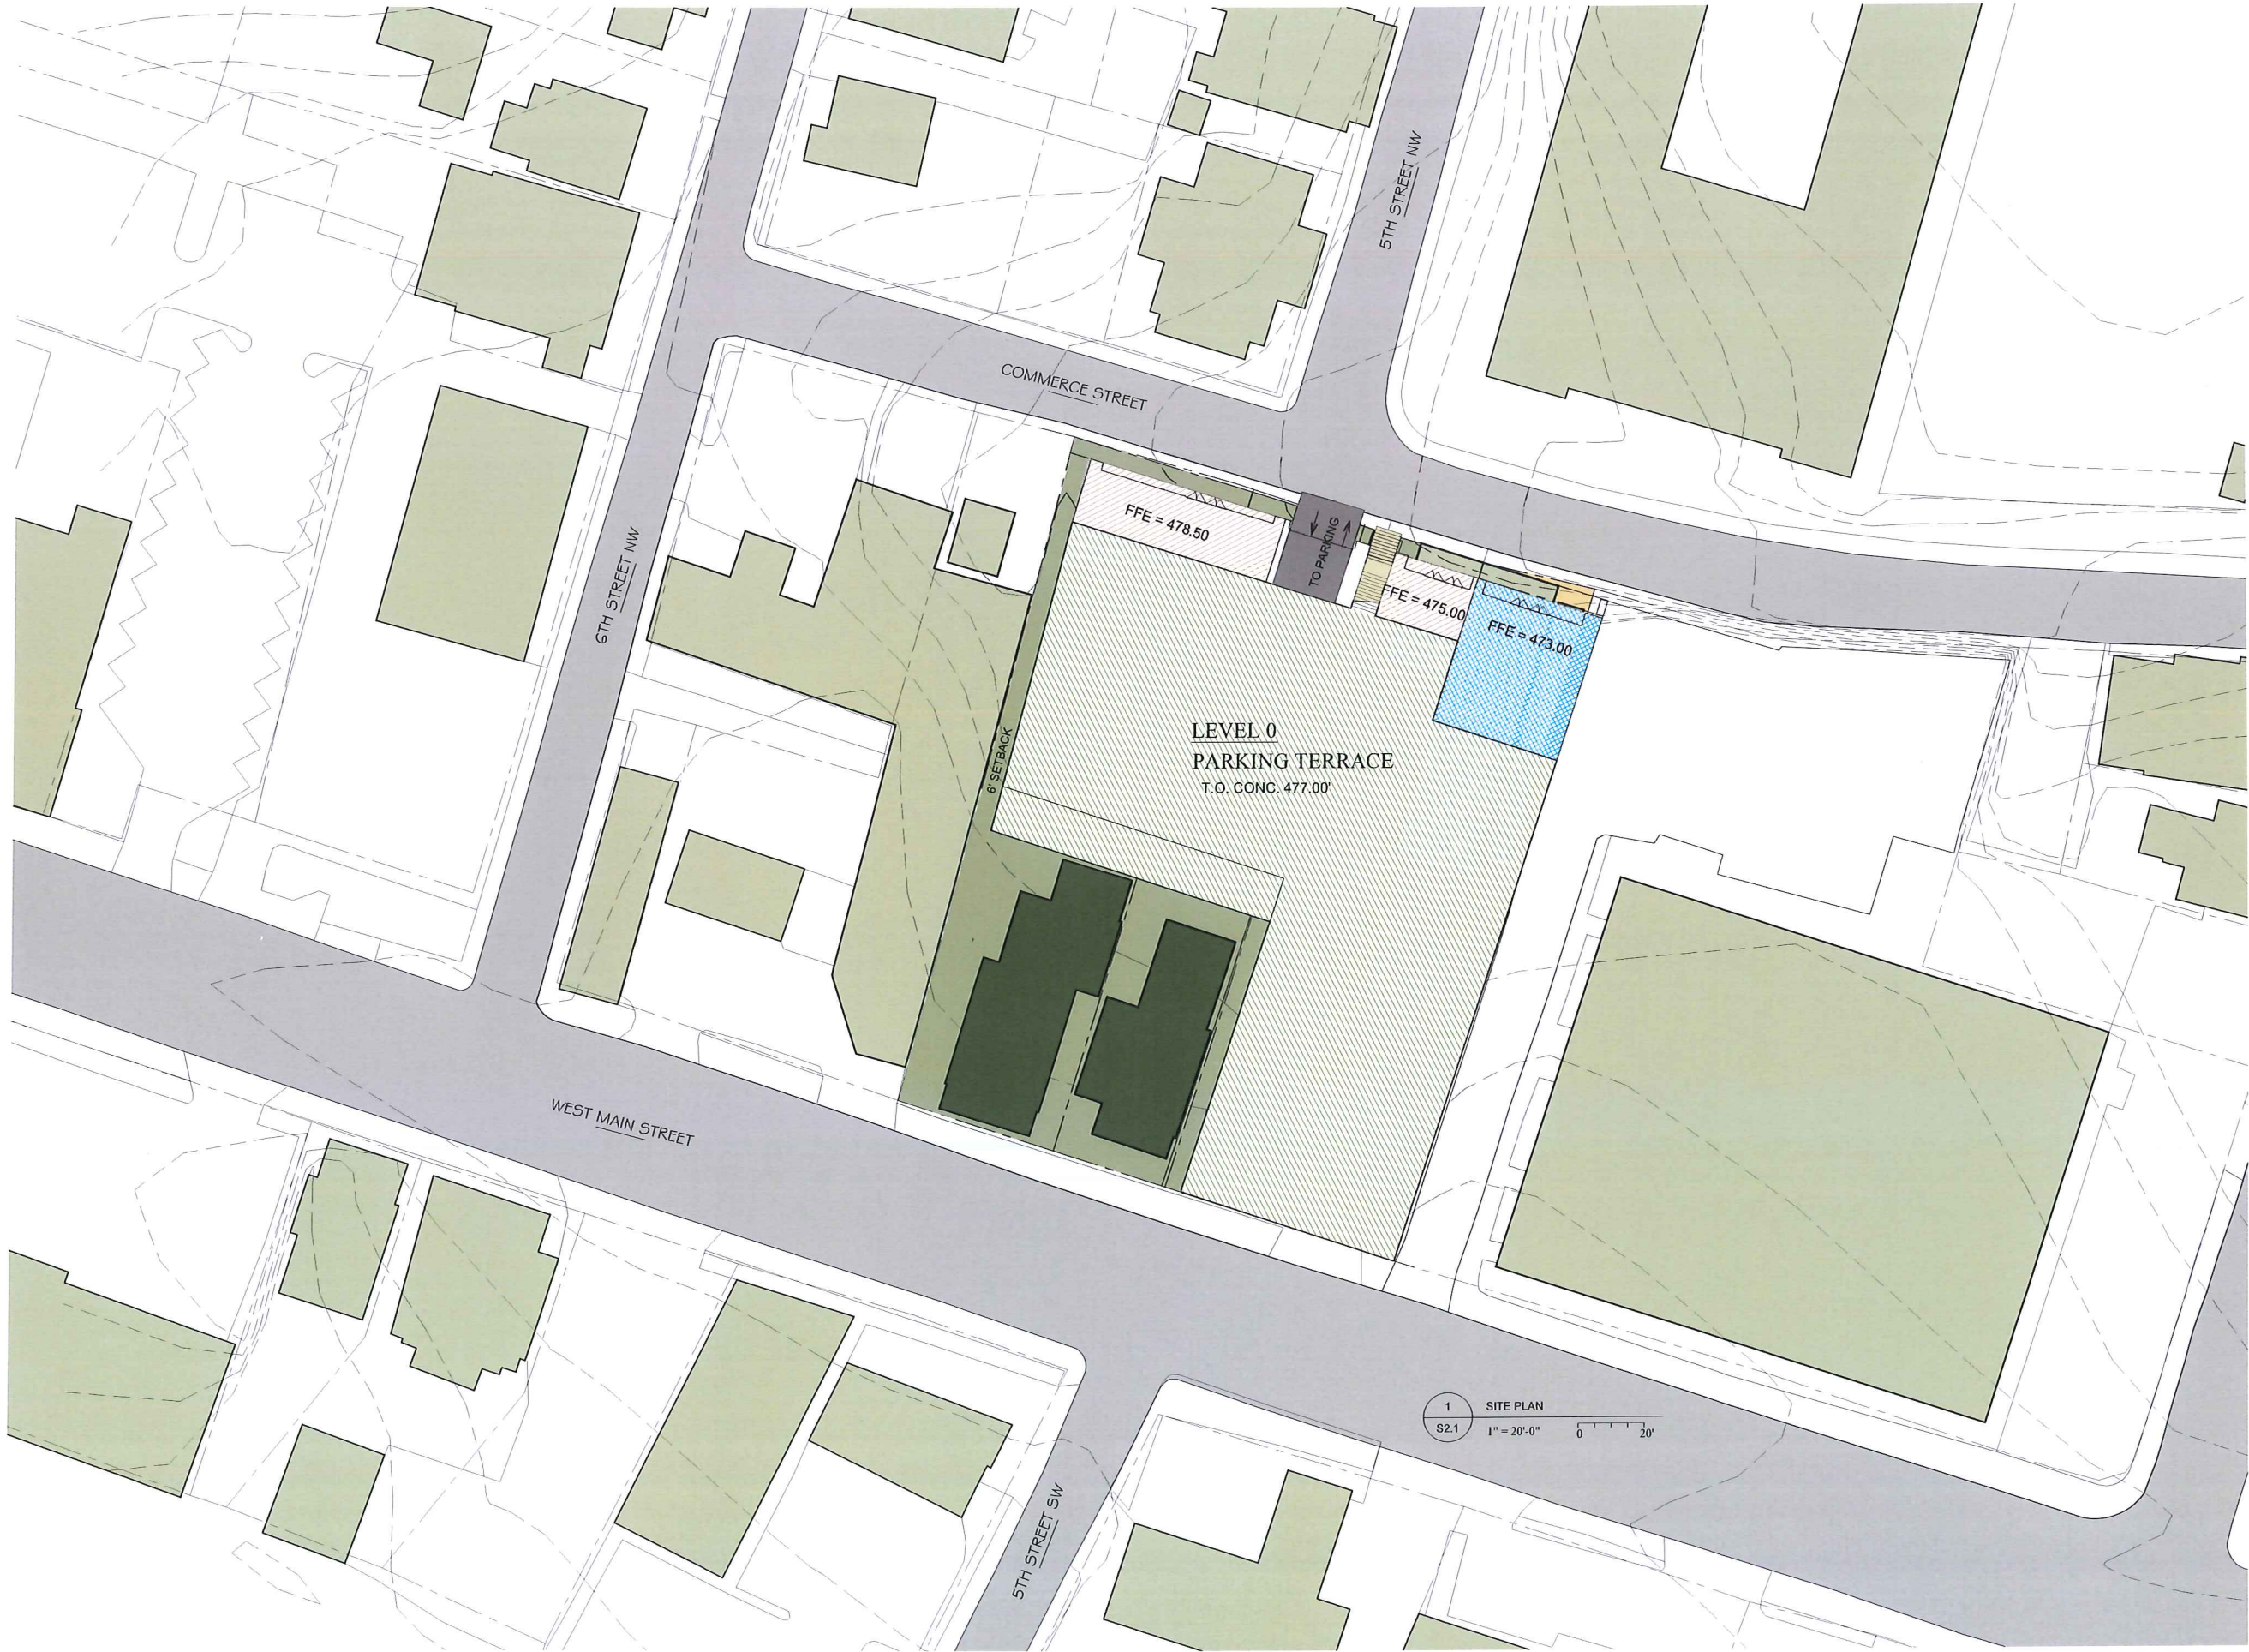 5TH STREET NW
COMMERCE STREET
FFE = 478.50
TO PARKING
FFE = 475.00
FFE = 473.00
6TH STREET NW
6' SETBACK
LEVEL 0
PARKING TERRACE
T.O. CONC. 477.00'
WEST MAIN STREET
1
S2.1
SITE PLAN
1" = 20'-0"
0 20'
5TH STREET SW